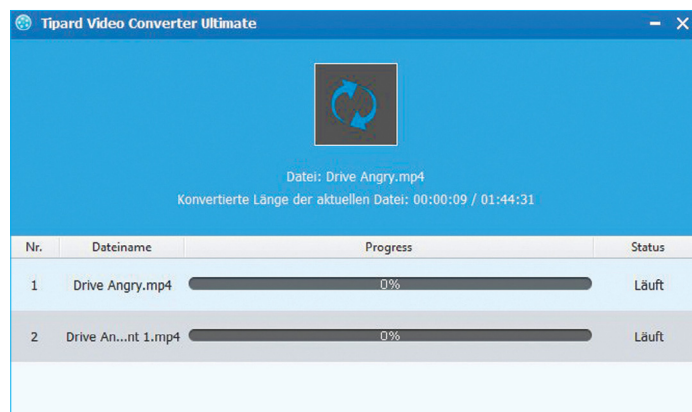 Tipard Video Converter Ultimate
Datei: Drive Angry.mp4
Konvertierte Länge der aktuellen Datei: 00:00:09 / 01:44:31
Nr. Dateiname Progress Status
1 Drive Angry.mp4 0% Läuft
2 Drive An...nt 1.mp4 0% Läuft